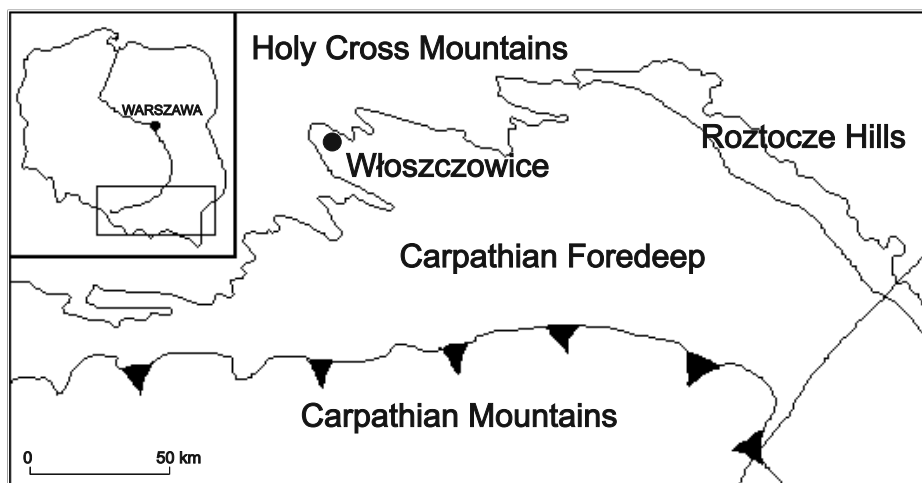 Holy Cross Mountains
WARSZAWA
Roztocze Hills
Włoszczowice
Carpathian Foredeep
Carpathian Mountains
0 50 km